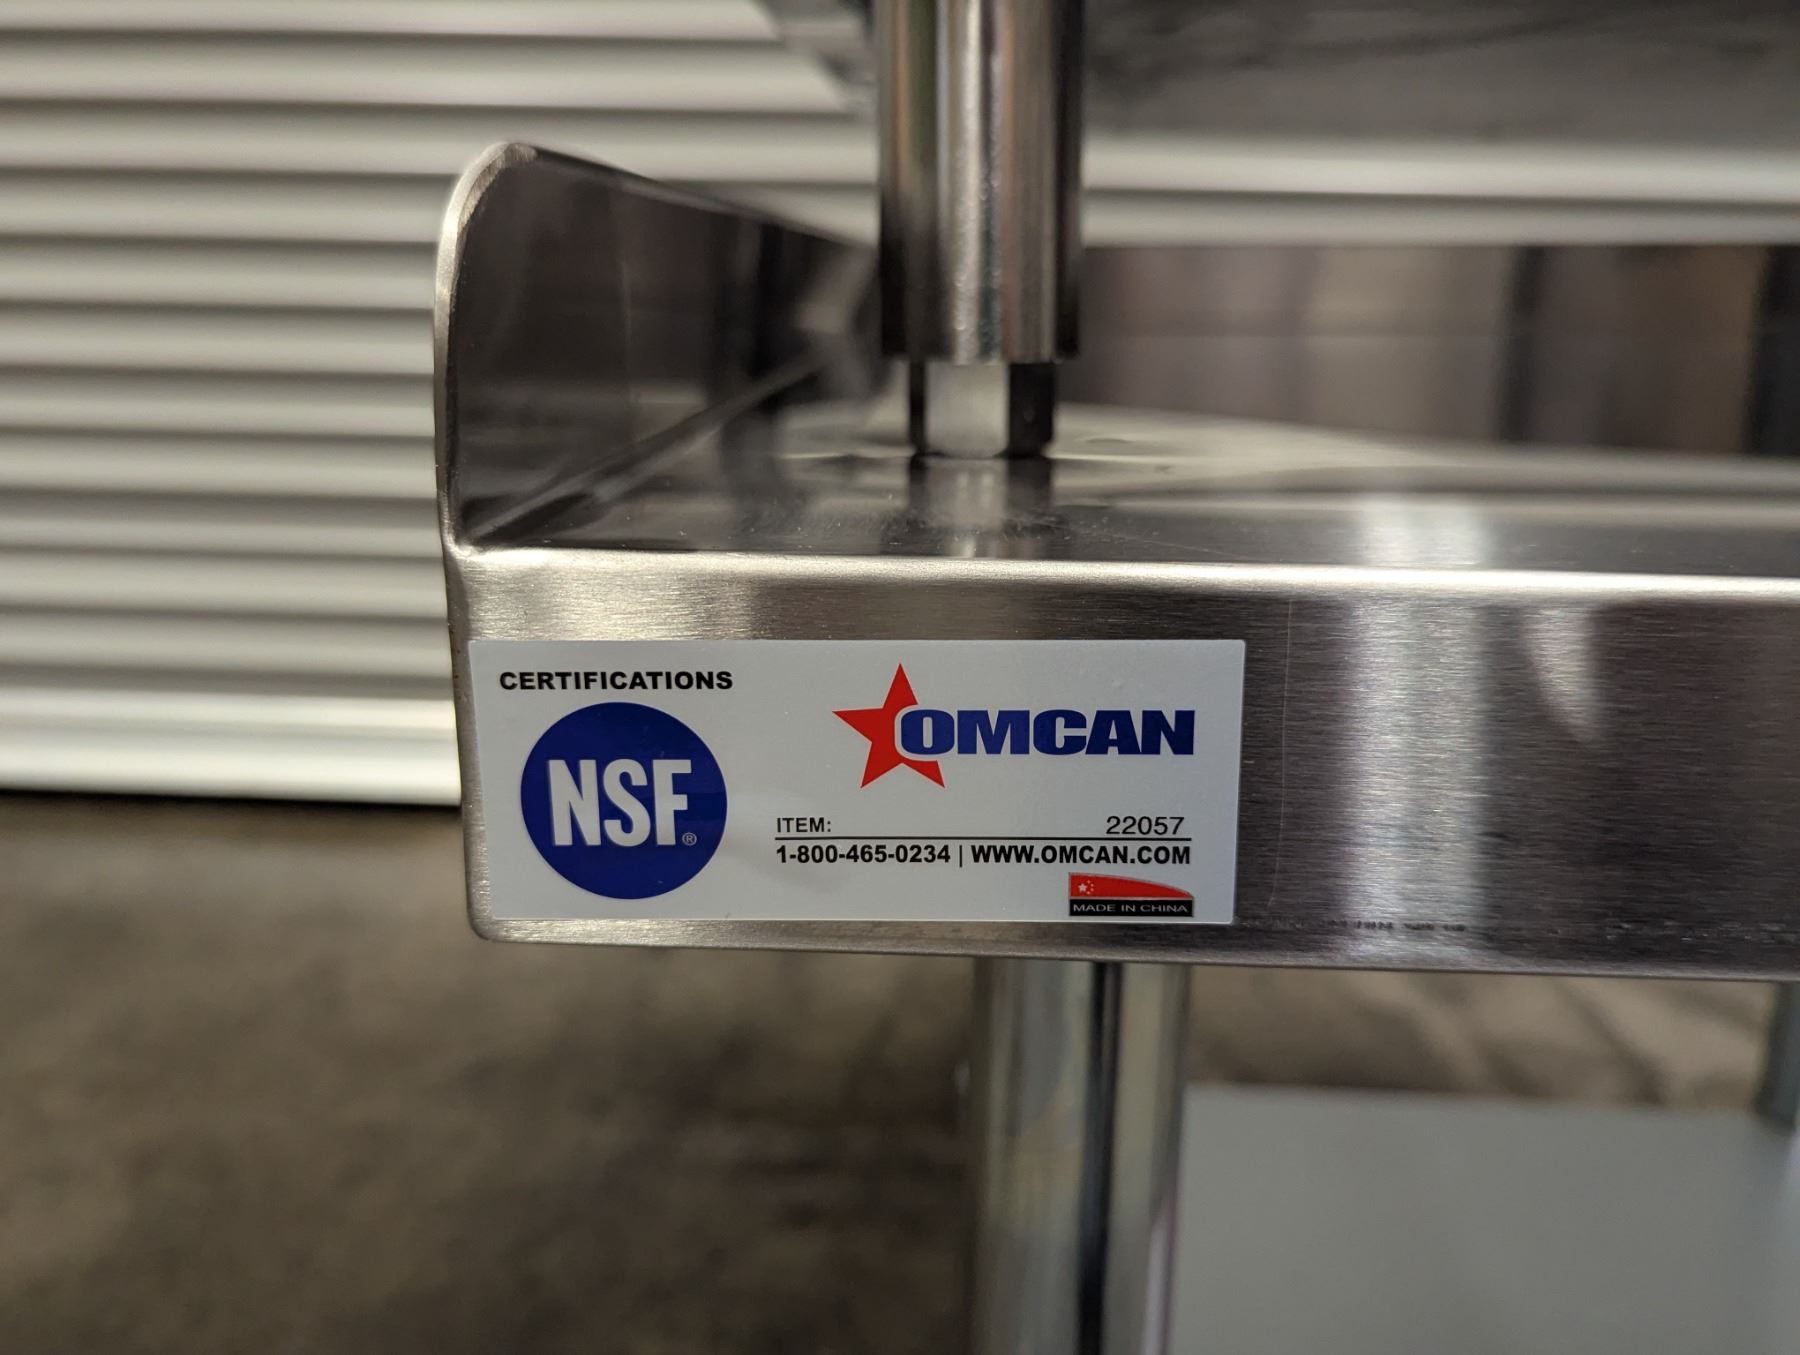 CERTIFICATIONS
NSF®
OMCAN
ITEM: 22057
1-800-465-0234 | WWW.OMCAN.COM
MADE IN CHINA